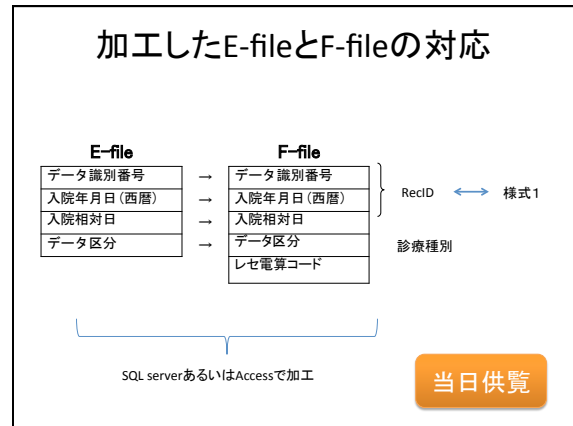 加工したE-fileとF-fileの対応
E-file F-file
データ識別番号 → データ識別番号
入院年月日(西暦) → 入院年月日(西暦)
RecID 様式1
入院相対日 → 入院相対日
データ区分 → データ区分
診療種別
レセ電算コード
SQL serverあるいはAccessで加工
当日供覧